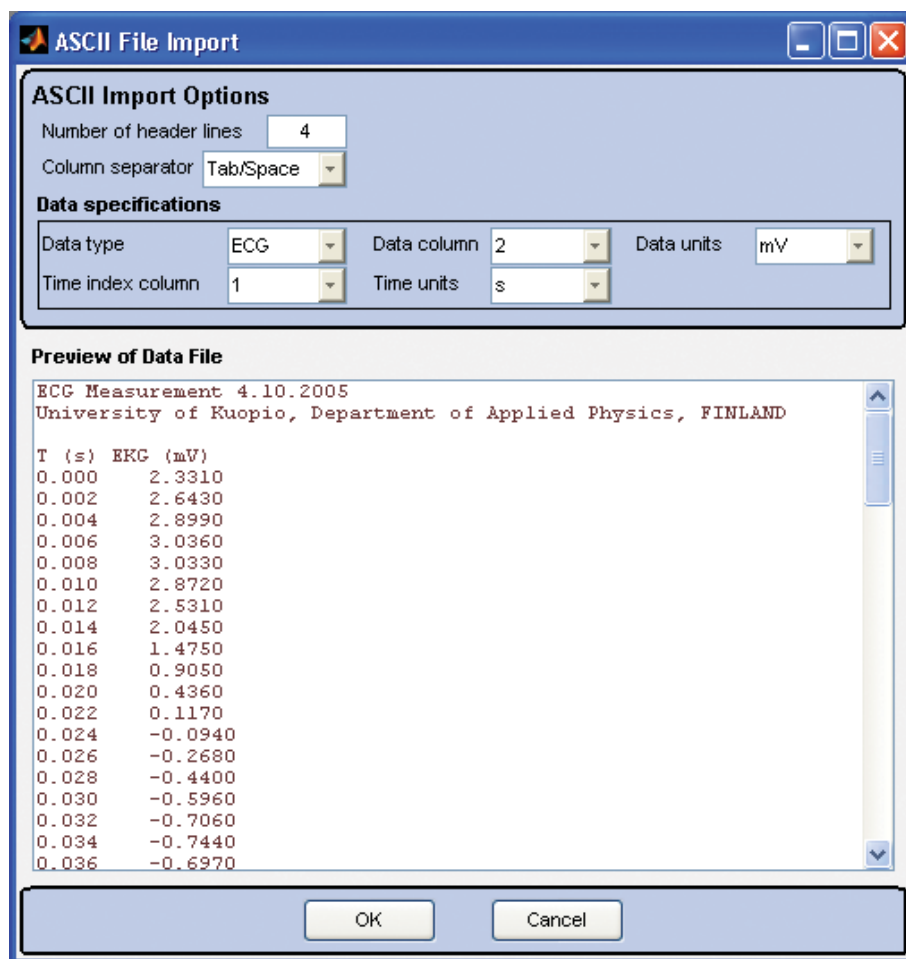 ASCII File Import
ASCII Import Options
Number of header lines 4
Column separator Tab/Space
Data specifications
Data type ECG Data column 2 Data units mV
Time index column 1 Time units s
Preview of Data File
ECG Measurement 4.10.2005
University of Kuopio, Department of Applied Physics, FINLAND
T (s) EKG (mV)
0.000 2.3310
0.002 2.6430
0.004 2.8990
0.006 3.0360
0.008 3.0330
0.010 2.8720
0.012 2.5310
0.014 2.0450
0.016 1.4750
0.018 0.9050
0.020 0.4360
0.022 0.1170
0.024 -0.0940
0.026 -0.2680
0.028 -0.4400
0.030 -0.5960
0.032 -0.7060
0.034 -0.7440
0.036 -0.6970
OK Cancel